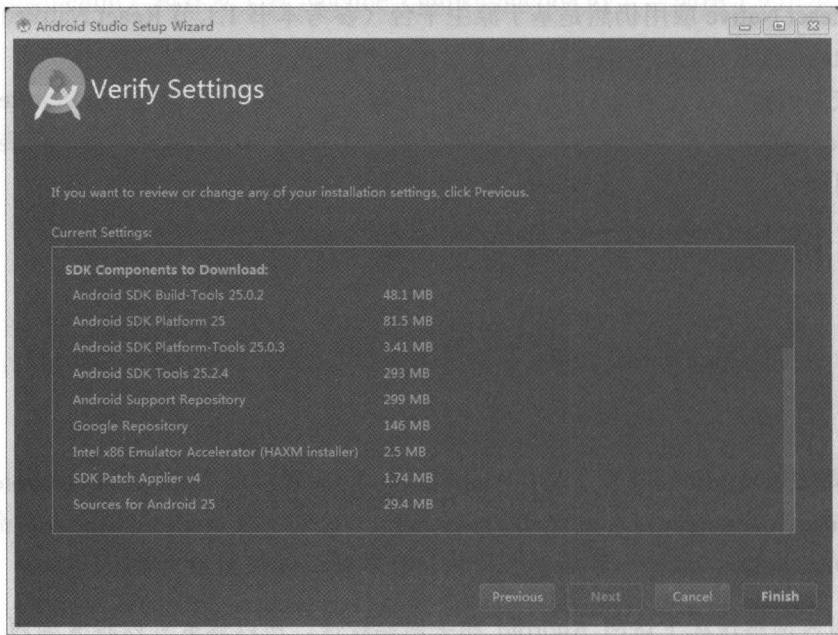 Android Studio Setup Wizard
Verify Settings
If you want to review or change any of your installation settings, click Previous.
Current Settings:
SDK Components to Download:
Android SDK Build-Tools 25.0.2 48.1 MB
Android SDK Platform 25 81.5 MB
Android SDK Platform-Tools 25.0.3 3.41 MB
Android SDK Tools 25.2.4 293 MB
Android Support Repository 299 MB
Google Repository 146 MB
Intel x86 Emulator Accelerator (HAXM installer) 2.5 MB
SDK Patch Applier v4 1.74 MB
Sources for Android 25 29.4 MB
Previous Next Cancel Finish